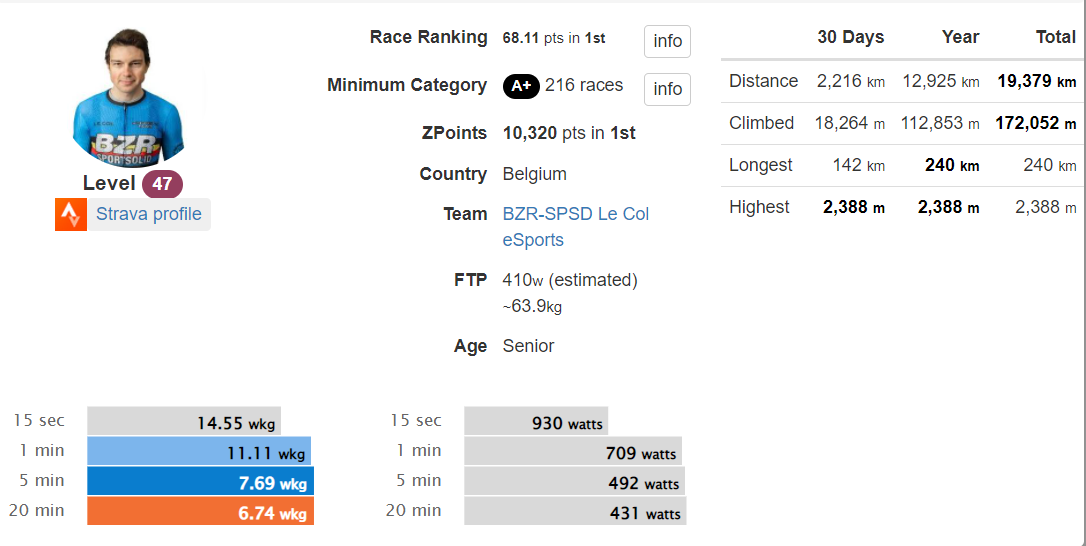 BZR
SPORTSOLID
Level 47
Strava profile
Race Ranking 68.11 pts in 1st info
Minimum Category A+ 216 races info
ZPoints 10,320 pts in 1st
Country Belgium
Team BZR-SPSD Le Col
eSports
FTP 410w (estimated)
~63.9kg
Age Senior
30 Days Year Total
Distance 2,216 km 12,925 km 19,379 km
Climbed 18,264 m 112,853 m 172,052 m
Longest 142 km 240 km 240 km
Highest 2,388 m 2,388 m 2,388 m
15 sec 14.55 wkg
1 min 11.11 wkg
5 min 7.69 wkg
20 min 6.74 wkg
15 sec 930 watts
1 min 709 watts
5 min 492 watts
20 min 431 watts